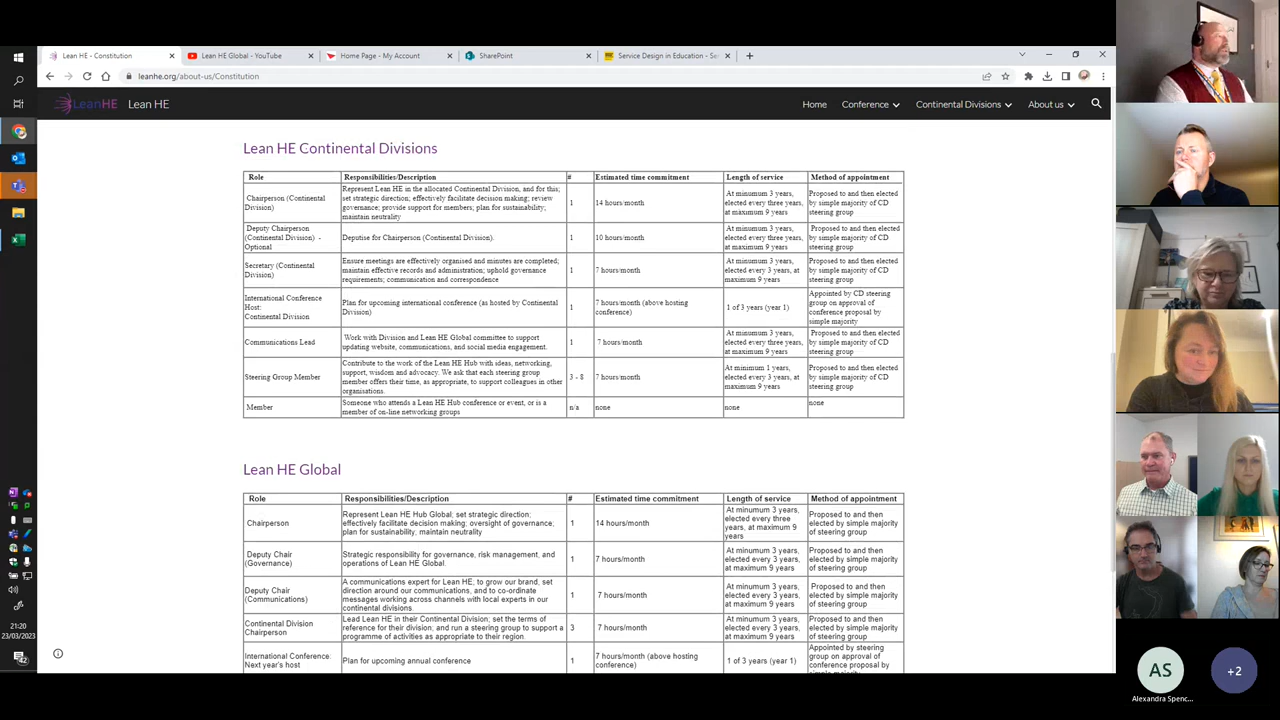 Lean HE - Constitution
Lean HE Global - YouTube
Home Page - My Account
SharePoint
Service Design in Education - Se
leanhe.org/about-us/Constitution
LeanHE Lean HE
Home
Conference
Continental Divisions
About us
Lean HE Continental Divisions
Role
Responsibilities/Description
#
Estimated time commitment
Length of service
Method of appointment
Chairperson (Continental
Division)
Represent Lean HE in the allocated Continental Division, and for this;
set strategic direction; effectively facilitate decision making; review
governance; provide support for members; plan for sustainability;
maintain neutrality
1
14 hours/month
At minimum 3 years,
elected every three years,
at maximum 9 years
Proposed to and then elected
by simple majority of CD
steering group
Deputy Chairperson
(Continental Division) -
Optional
Deputise for Chairperson (Continental Division).
1
10 hours/month
At minimum 3 years,
elected every three years,
at maximum 9 years
Proposed to and then elected
by simple majority of CD
steering group
Secretary (Continental
Division)
Ensure meetings are effectively organised and minutes are completed;
maintain effective records and administration; uphold governance
requirements; communication and correspondence
1
7 hours/month
At minimum 3 years,
elected every 3 years, at
maximum 9 years
Proposed to and then elected
by simple majority of CD
steering group
International Conference
Host:
Continental Division
Plan for upcoming international conference (as hosted by Continental
Division)
1
7 hours/month (above hosting
conference)
1 of 3 years (year 1)
Appointed by CD steering
group on approval of
conference proposal by
simple majority
Communications Lead
Work with Division and Lean HE Global committee to support
updating website, communications, and social media engagement.
1
7 hours/month
At minimum 3 years,
elected every three years,
at maximum 9 years
Proposed to and then elected
by simple majority of CD
steering group
Steering Group Member
Contribute to the work of the Lean HE Hub with ideas, networking,
support, wisdom and advocacy. We ask that each steering group
member offers their time, as appropriate, to support colleagues in other
organisations.
3 - 8
7 hours/month
At minimum 1 years,
elected every 3 years, at
maximum 9 years
Proposed to and then elected
by simple majority of CD
steering group
Member
Someone who attends a Lean HE Hub conference or event, or is a
member of on-line networking groups
n/a
none
none
none
Lean HE Global
Role
Responsibilities/Description
#
Estimated time commitment
Length of service
Method of appointment
Chairperson
Represent Lean HE Hub Global; set strategic direction;
effectively facilitate decision making; oversight of governance;
plan for sustainability, maintain neutrality
1
14 hours/month
At minumum 3 years,
elected every three
years, at maximum 9
years
Proposed to and then
elected by simple majority
of steering group
Deputy Chair
(Governance)
Strategic responsibility for governance, risk management, and
operations of Lean HE Global.
1
7 hours/month
At minumum 3 years,
elected every 3 years,
at maximum 9 years
Proposed to and then
elected by simple majority
of steering group
Deputy Chair
(Communications)
A communications expert for Lean HE; to grow our brand, set
direction around our communications, and to co-ordinate
messages working across channels with local experts in our
continental divisions.
1
7 hours/month
At minumum 3 years,
elected every 3 years,
at maximum 9 years
Proposed to and then
elected by simple majority
of steering group
Continental Division
Chairperson
Lead Lean HE in their Continental Division; set the terms of
reference for their division; and run a steering group to support a
programme of activities as appropriate to their region
3
7 hours/month
At minumum 3 years,
elected every 3 years,
at maximum 9 years
Proposed to and then
elected by simple majority
of steering group
International Conference:
Next year's host
Plan for upcoming annual conference
1
7 hours/month (above hosting
conference)
1 of 3 years (year 1)
Appointed by steering
group on approval of
conference proposal by
simple majority
21:20
23/03/2023
AS
Alexandra Spenc...
+2